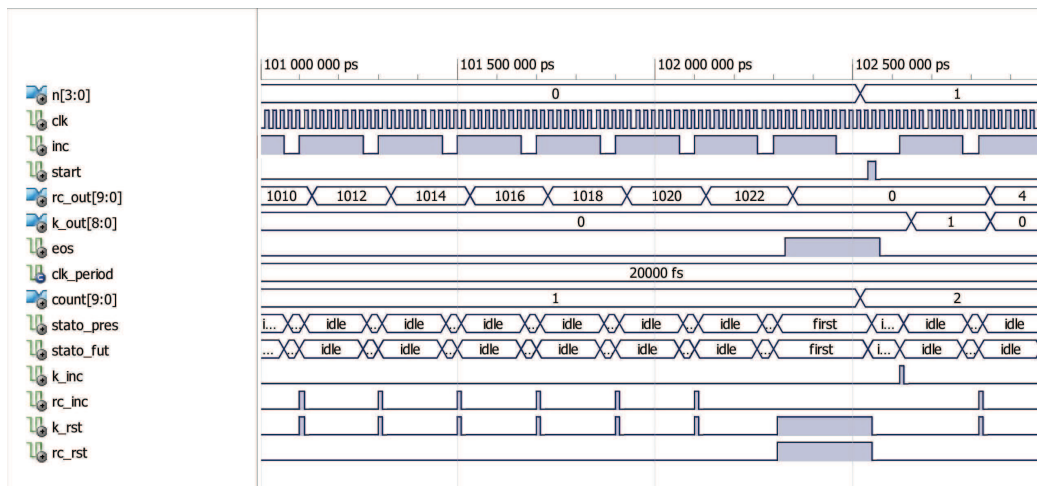 101 000 000 ps 101 500 000 ps 102 000 000 ps 102 500 000 ps
n[3:0] 0 1
clk
inc
start
rc_out[9:0] 1010 1012 1014 1016 1018 1020 1022 0 4
k_out[8:0] 0 1 0
eos
clk_period 20000 fs
count[9:0] 1 2
stato_pres i... ... idle ... idle ... idle ... idle ... idle ... idle ... first i... idle ... idle
stato_fut ... ... idle ... idle ... idle ... idle ... idle ... idle ... first i... idle ... idle
k_inc
rc_inc
k_rst
rc_rst